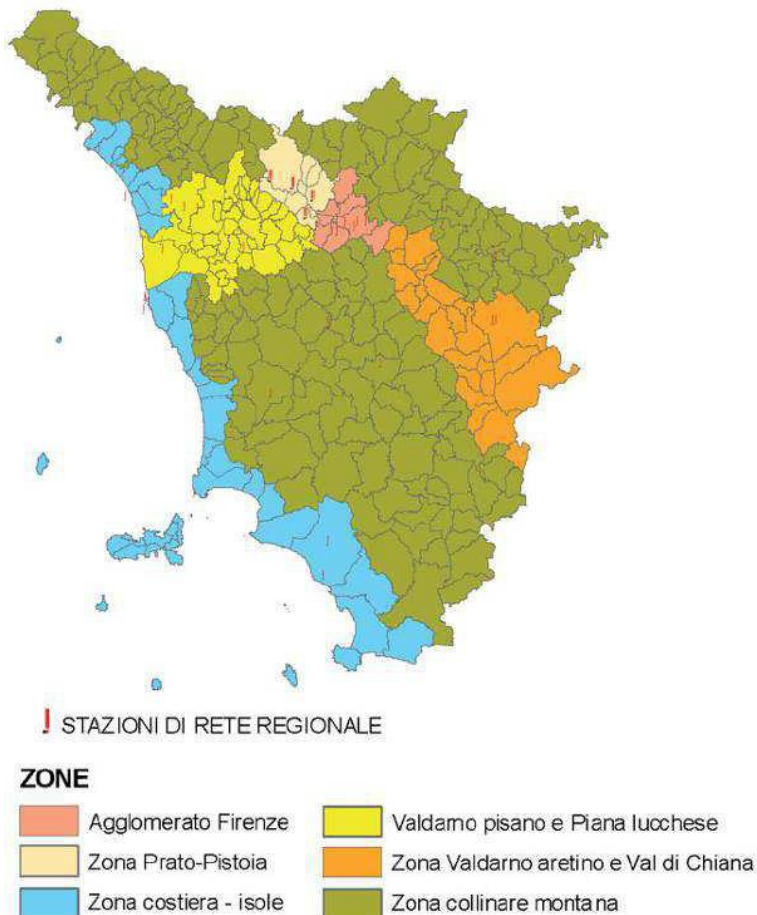 STAZIONI DI RETE REGIONALE
ZONE
Agglomerato Firenze
Valdarno pisano e Piana lucchese
Zona Prato-Pistoia
Zona Valdarno aretino e Val di Chiana
Zona costiera - isole
Zona collinare montana